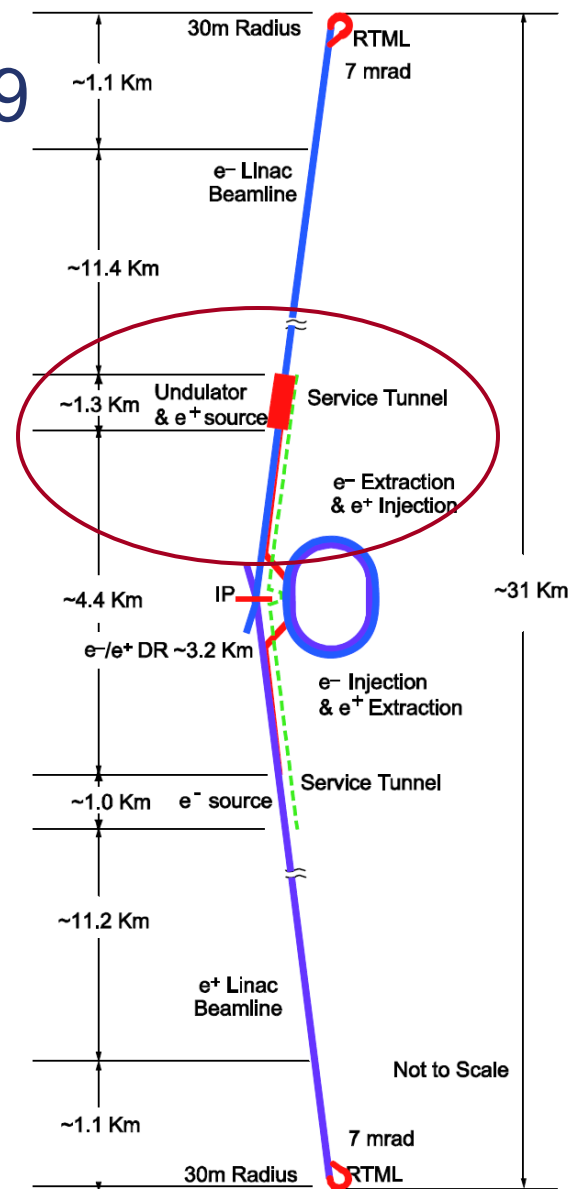 30m Radius
RTML
9
~1.1 Km
7 mrad
e– LInac
Beamline
~11.4 Km
Undulator
& e+ source
Service Tunnel
~1.3 Km
e– Extraction
& e+ Injection
~4.4 Km
IP
~31 Km
e–/e+ DR ~3.2 Km
e– Injection
& e+ Extraction
Service Tunnel
~1.0 Km
e- source
~11.2 Km
e+ Linac
Beamline
Not to Scale
~1.1 Km
7 mrad
30m Radius
RTML